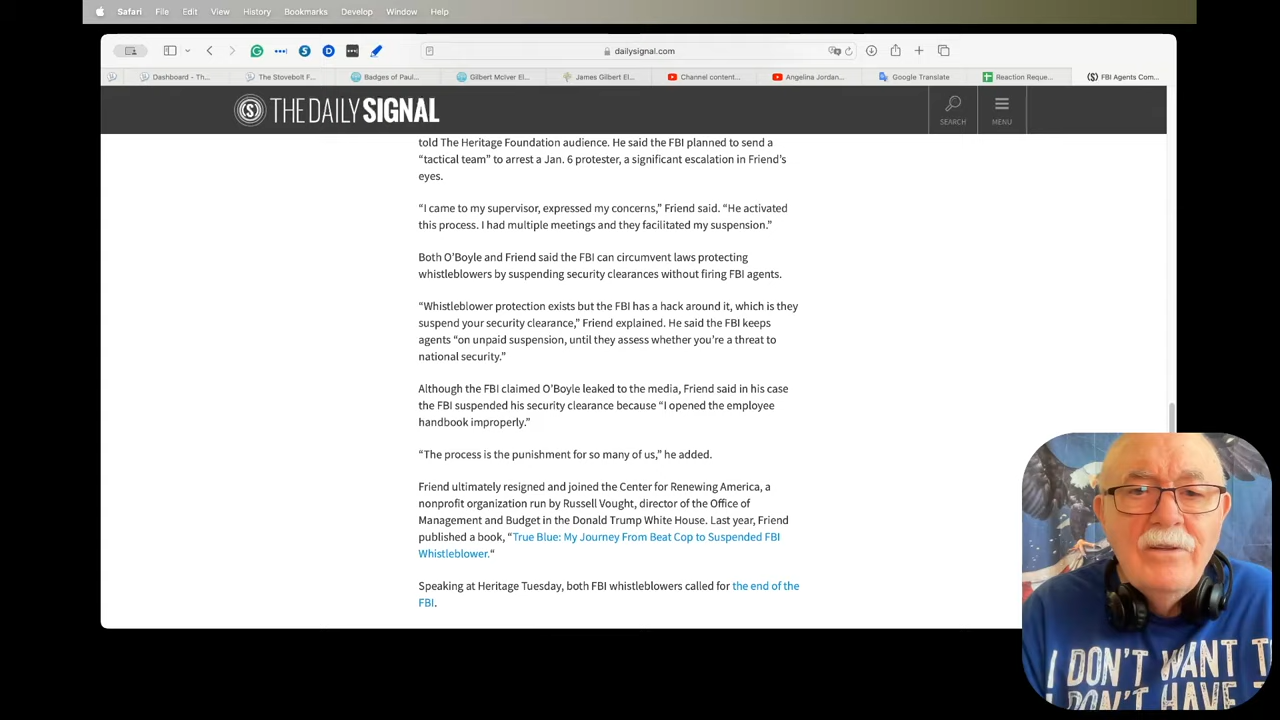 Safari File Edit View History Bookmarks Develop Window Help
dailysignal.com
Dashboard - Th... The Stovebolt F... Badges of Paul... Gilbert McIver El... James Gilbert El... Channel content... Angelina Jordan... Google Translate Reaction Reque... FBI Agents Com...
THE DAILY SIGNAL
SEARCH
MENU
told The Heritage Foundation audience. He said the FBI planned to send a
“tactical team” to arrest a Jan. 6 protester, a significant escalation in Friend’s
eyes.
“I came to my supervisor, expressed my concerns,” Friend said. “He activated
this process. I had multiple meetings and they facilitated my suspension.”
Both O’Boyle and Friend said the FBI can circumvent laws protecting
whistleblowers by suspending security clearances without firing FBI agents.
“Whistleblower protection exists but the FBI has a hack around it, which is they
suspend your security clearance,” Friend explained. He said the FBI keeps
agents “on unpaid suspension, until they assess whether you’re a threat to
national security.”
Although the FBI claimed O’Boyle leaked to the media, Friend said in his case
the FBI suspended his security clearance because “I opened the employee
handbook improperly.”
“The process is the punishment for so many of us,” he added.
Friend ultimately resigned and joined the Center for Renewing America, a
nonprofit organization run by Russell Vought, director of the Office of
Management and Budget in the Donald Trump White House. Last year, Friend
published a book, “True Blue: My Journey From Beat Cop to Suspended FBI
Whistleblower.“
Speaking at Heritage Tuesday, both FBI whistleblowers called for the end of the
FBI.
I DON'T WANT T
I DON'T HAVE T